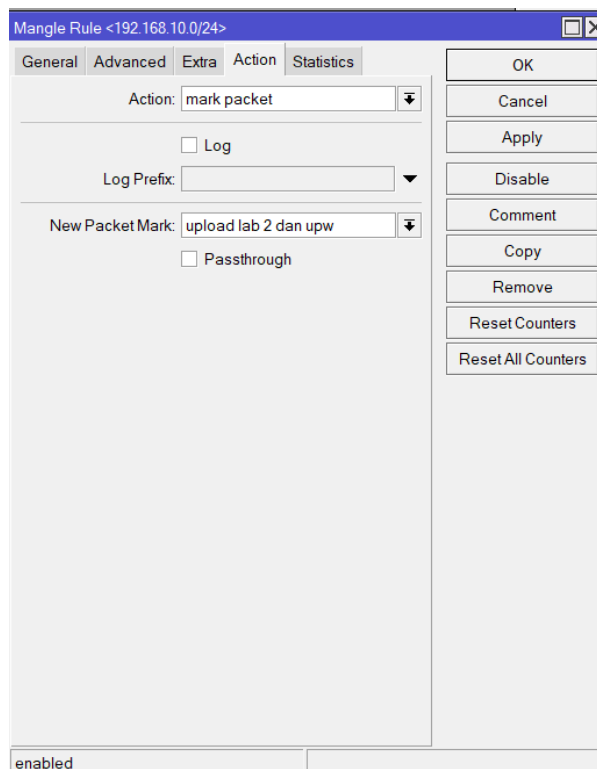 Mangle Rule <192.168.10.0/24>
General Advanced Extra Action Statistics
Action: mark packet
Log
Log Prefix:
New Packet Mark: upload lab 2 dan upw
Passthrough
OK
Cancel
Apply
Disable
Comment
Copy
Remove
Reset Counters
Reset All Counters
enabled